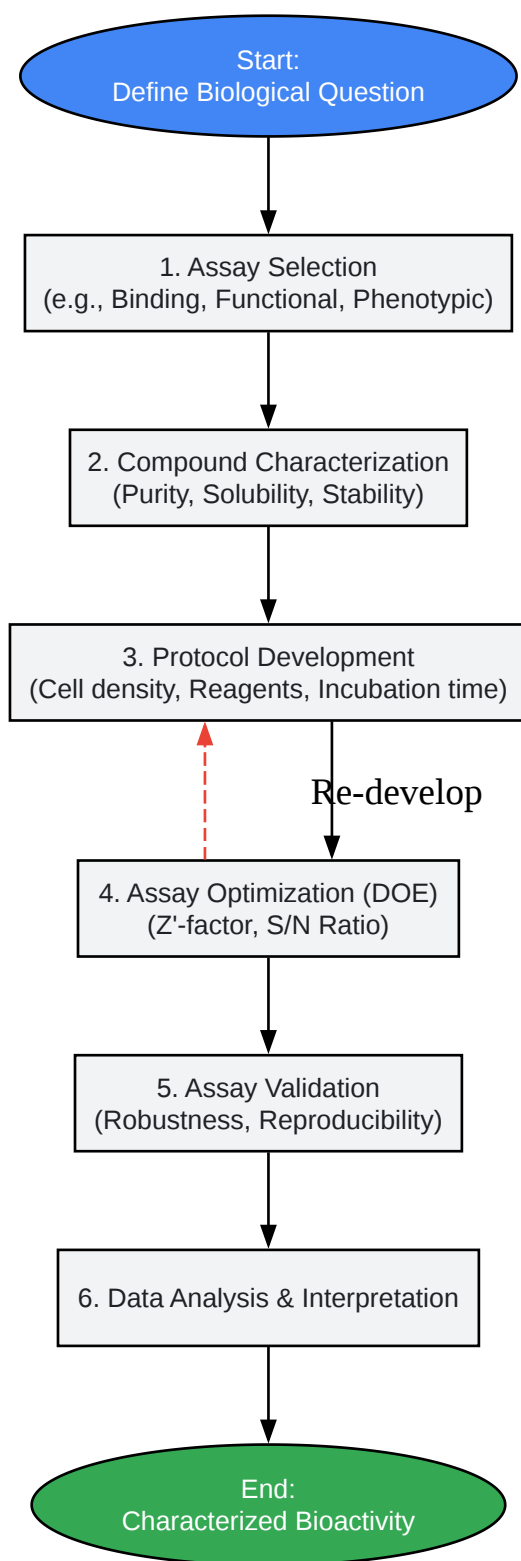 Start:
Define Biological Question
1. Assay Selection
(e.g., Binding, Functional, Phenotypic)
2. Compound Characterization
(Purity, Solubility, Stability)
3. Protocol Development
(Cell density, Reagents, Incubation time)
Re-develop
4. Assay Optimization (DOE)
(Z'-factor, S/N Ratio)
5. Assay Validation
(Robustness, Reproducibility)
6. Data Analysis & Interpretation
End:
Characterized Bioactivity